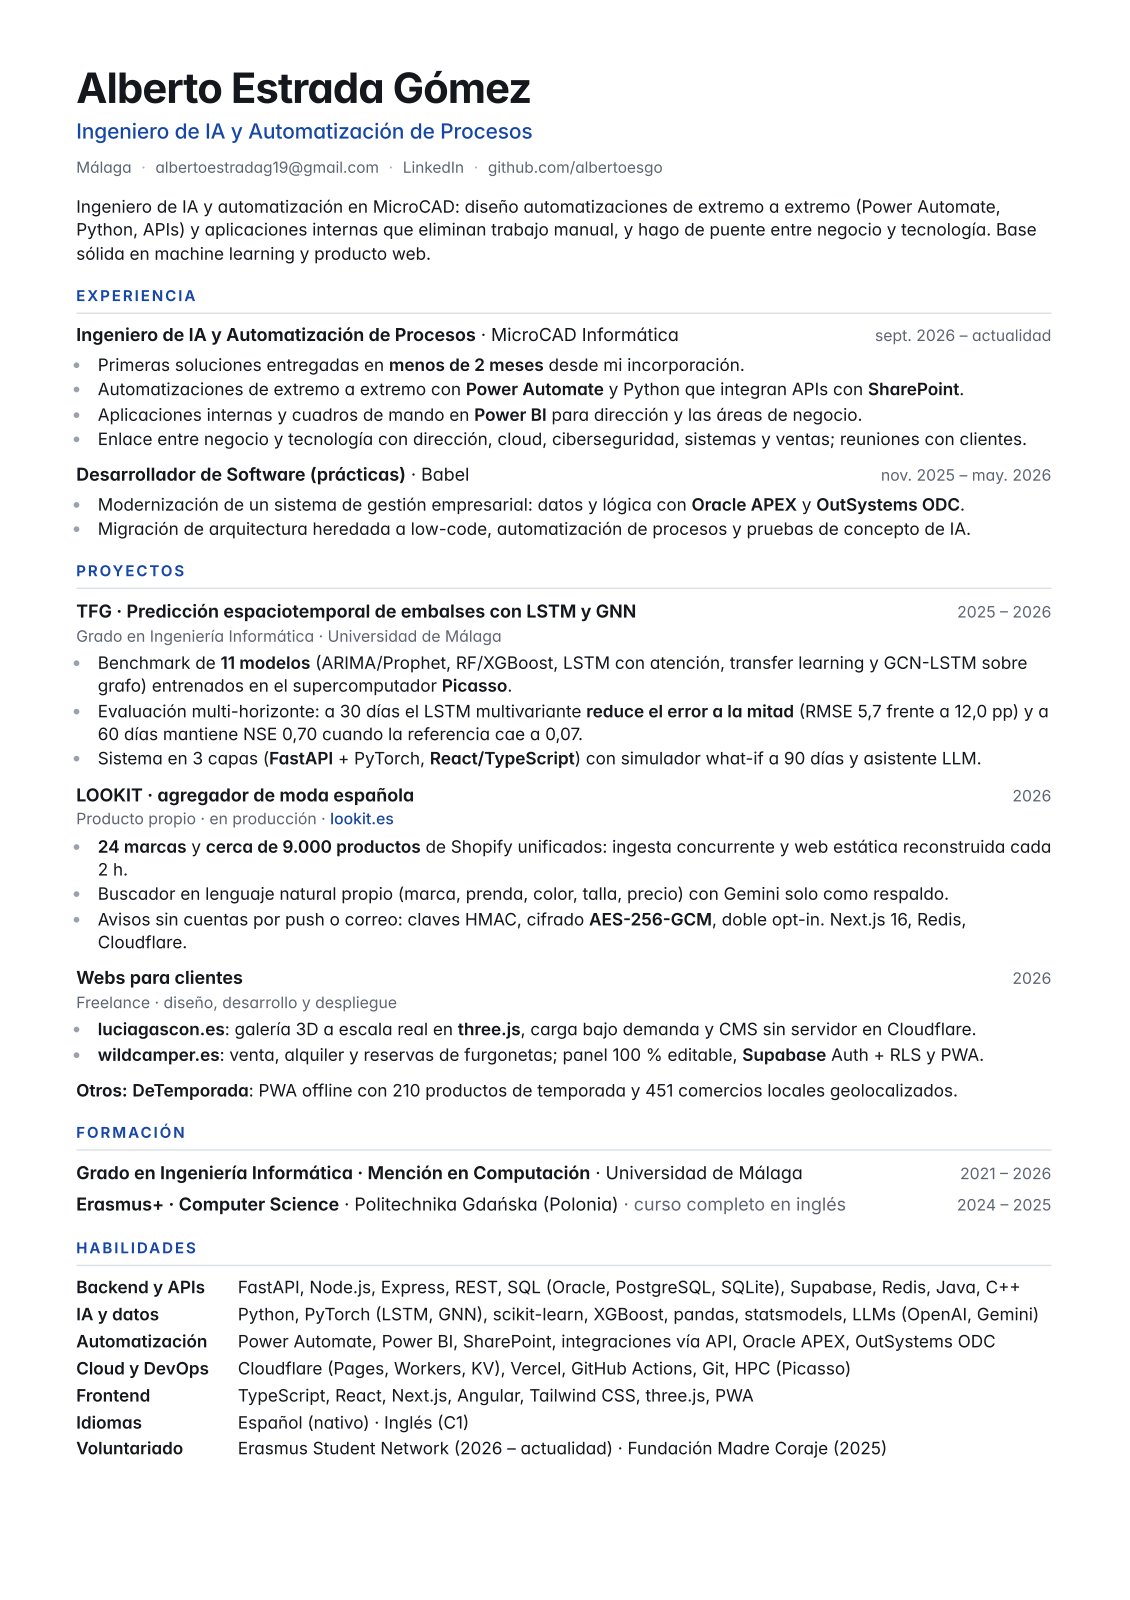 Alberto Estrada Gómez
Ingeniero de IA y Automatización de Procesos
Málaga · albertoestradag19@gmail.com · LinkedIn · github.com/albertoesgo
Ingeniero de IA y automatización en MicroCAD: diseño automatizaciones de extremo a extremo (Power Automate,
Python, APIs) y aplicaciones internas que eliminan trabajo manual, y hago de puente entre negocio y tecnología. Base
sólida en machine learning y producto web.
EXPERIENCIA
Ingeniero de IA y Automatización de Procesos · MicroCAD Informática sept. 2026 – actualidad
• Primeras soluciones entregadas en menos de 2 meses desde mi incorporación.
• Automatizaciones de extremo a extremo con Power Automate y Python que integran APIs con SharePoint.
• Aplicaciones internas y cuadros de mando en Power BI para dirección y las áreas de negocio.
• Enlace entre negocio y tecnología con dirección, cloud, ciberseguridad, sistemas y ventas; reuniones con clientes.
Desarrollador de Software (prácticas) · Babel nov. 2025 – may. 2026
• Modernización de un sistema de gestión empresarial: datos y lógica con Oracle APEX y OutSystems ODC.
• Migración de arquitectura heredada a low-code, automatización de procesos y pruebas de concepto de IA.
PROYECTOS
TFG · Predicción espaciotemporal de embalses con LSTM y GNN 2025 – 2026
Grado en Ingeniería Informática · Universidad de Málaga
• Benchmark de 11 modelos (ARIMA/Prophet, RF/XGBoost, LSTM con atención, transfer learning y GCN-LSTM sobre
grafo) entrenados en el supercomputador Picasso.
• Evaluación multi-horizonte: a 30 días el LSTM multivariante reduce el error a la mitad (RMSE 5,7 frente a 12,0 pp) y a
60 días mantiene NSE 0,70 cuando la referencia cae a 0,07.
• Sistema en 3 capas (FastAPI + PyTorch, React/TypeScript) con simulador what-if a 90 días y asistente LLM.
LOOKIT · agregador de moda española 2026
Producto propio · en producción · lookit.es
• 24 marcas y cerca de 9.000 productos de Shopify unificados: ingesta concurrente y web estática reconstruida cada
2 h.
• Buscador en lenguaje natural propio (marca, prenda, color, talla, precio) con Gemini solo como respaldo.
• Avisos sin cuentas por push o correo: claves HMAC, cifrado AES-256-GCM, doble opt-in. Next.js 16, Redis,
Cloudflare.
Webs para clientes 2026
Freelance · diseño, desarrollo y despliegue
• luciagascon.es: galería 3D a escala real en three.js, carga bajo demanda y CMS sin servidor en Cloudflare.
• wildcamper.es: venta, alquiler y reservas de furgonetas; panel 100 % editable, Supabase Auth + RLS y PWA.
Otros: DeTemporada: PWA offline con 210 productos de temporada y 451 comercios locales geolocalizados.
FORMACIÓN
Grado en Ingeniería Informática · Mención en Computación · Universidad de Málaga 2021 – 2026
Erasmus+ · Computer Science · Politechnika Gdańska (Polonia) · curso completo en inglés 2024 – 2025
HABILIDADES
Backend y APIs FastAPI, Node.js, Express, REST, SQL (Oracle, PostgreSQL, SQLite), Supabase, Redis, Java, C++
IA y datos Python, PyTorch (LSTM, GNN), scikit-learn, XGBoost, pandas, statsmodels, LLMs (OpenAI, Gemini)
Automatización Power Automate, Power BI, SharePoint, integraciones vía API, Oracle APEX, OutSystems ODC
Cloud y DevOps Cloudflare (Pages, Workers, KV), Vercel, GitHub Actions, Git, HPC (Picasso)
Frontend TypeScript, React, Next.js, Angular, Tailwind CSS, three.js, PWA
Idiomas Español (nativo) · Inglés (C1)
Voluntariado Erasmus Student Network (2026 – actualidad) · Fundación Madre Coraje (2025)